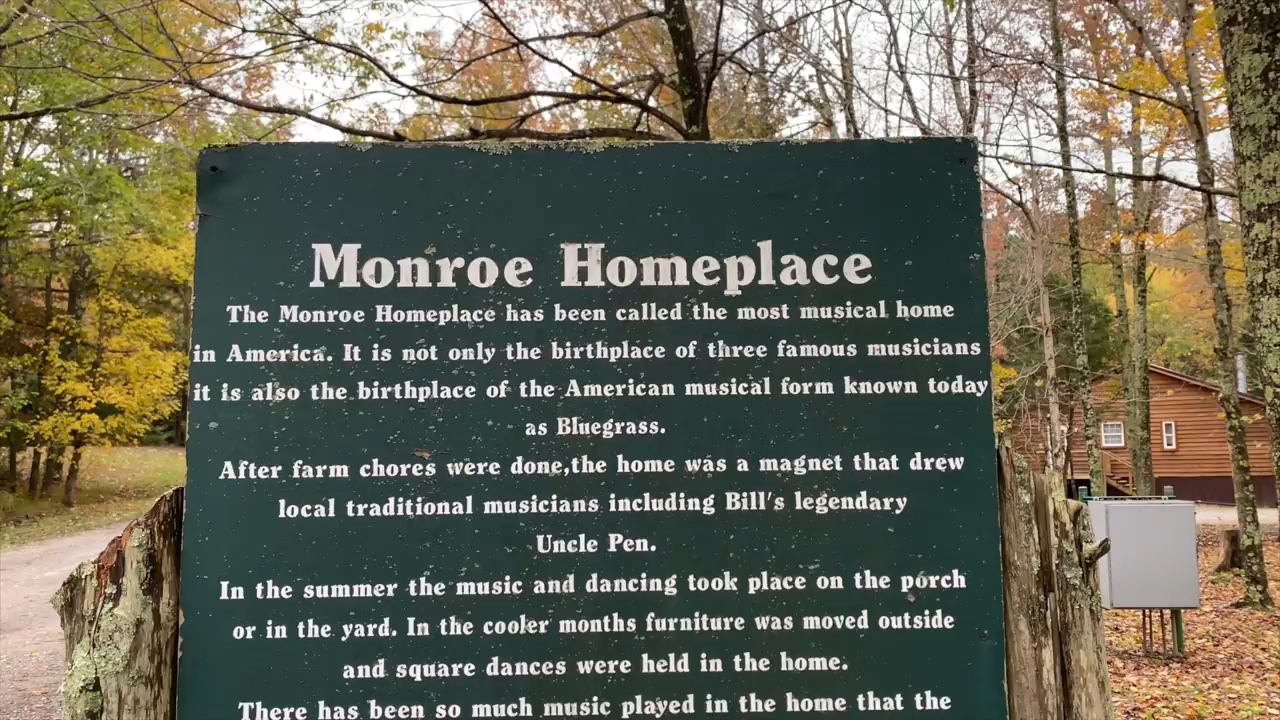 Monroe Homeplace
The Monroe Homeplace has been called the most musical home
in America. It is not only the birthplace of three famous musicians
it is also the birthplace of the American musical form known today
as Bluegrass.
After farm chores were done,the home was a magnet that drew
local traditional musicians including Bill's legendary
Uncle Pen.
In the summer the music and dancing took place on the porch
or in the yard. In the cooler months furniture was moved outside
and square dances were held in the home.
There has been so much music played in the home that the